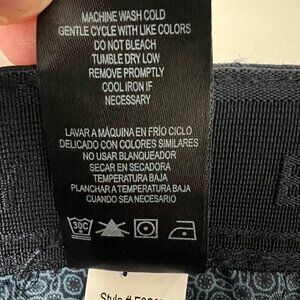 MACHINE WASH COLD
GENTLE CYCLE WITH LIKE COLORS
DO NOT BLEACH
TUMBLE DRY LOW
REMOVE PROMPTLY
COOL IRON IF
NECESSARY
LAVAR A MÁQUINA EN FRÍO CICLO
DELICADO CON COLORES SIMILARES
NO USAR BLANQUEADOR
SECAR EN SECADORA
TEMPERATURA BAJA
PLANCHAR A TEMPERATURA BAJA
CUANDO SEA NECESARIO
30C
Style #